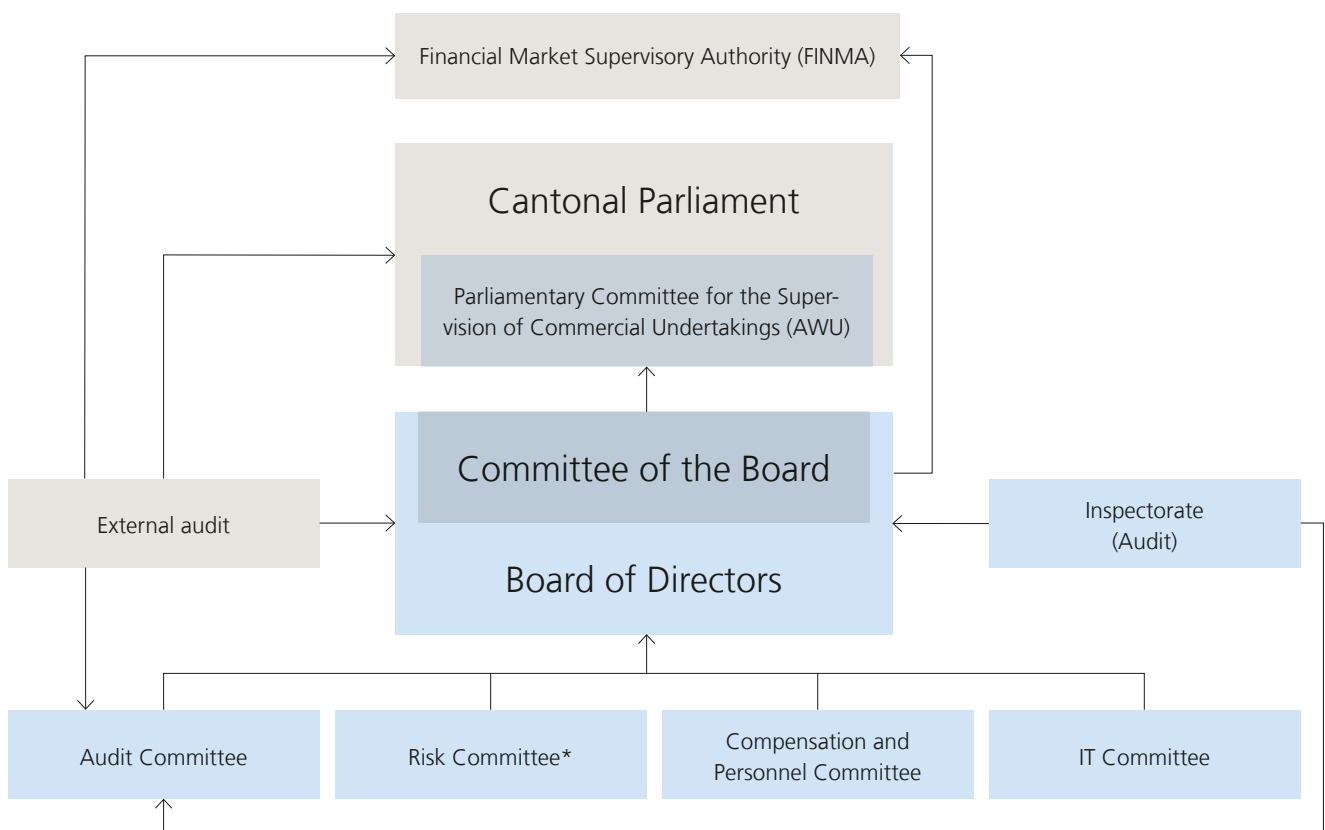 Financial Market Supervisory Authority (FINMA)
Cantonal Parliament
Parliamentary Committee for the Super-
vision of Commercial Undertakings (AWU)
Committee of the Board
External audit
Inspectorate
(Audit)
Board of Directors
Audit Committee
Risk Committee*
Compensation and
Personnel Committee
IT Committee